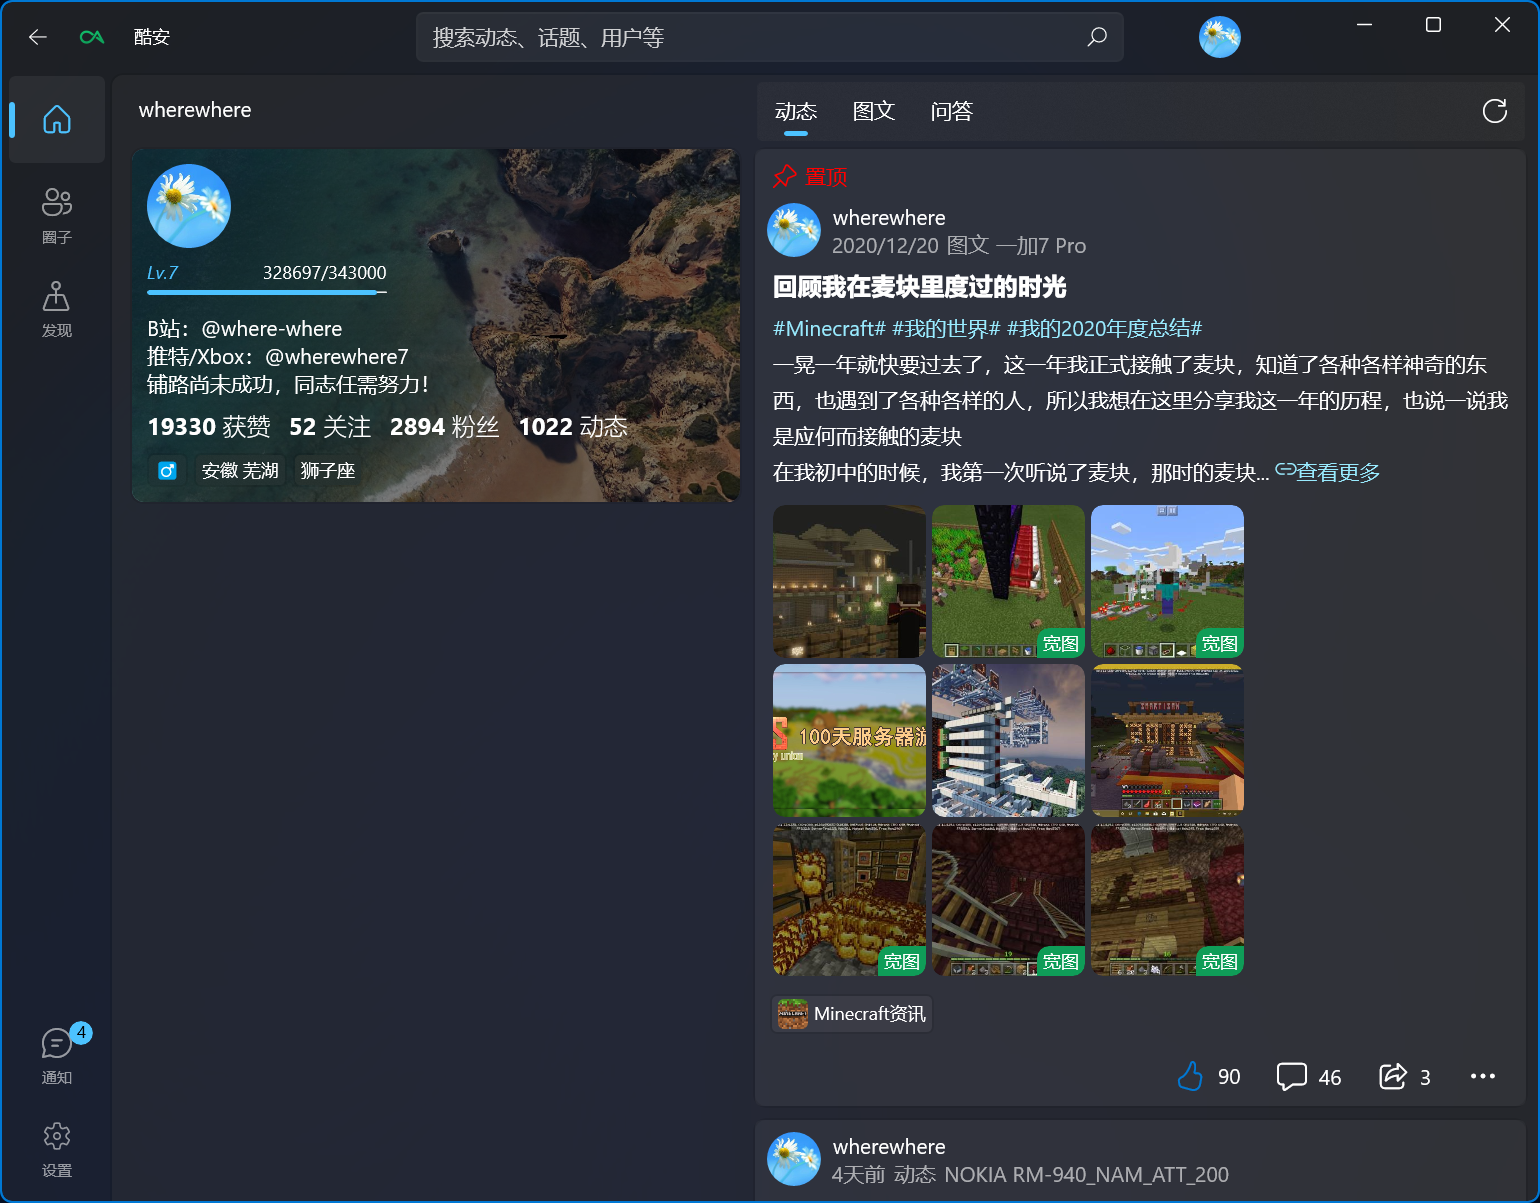 酷安
搜索动态、话题、用户等
圈子
发现
4
通知
设置
wherewhere
Lv.7
328697/343000
B站：@where-where
推特/Xbox：@wherewhere7
铺路尚未成功，同志任需努力！
19330 获赞 52 关注 2894 粉丝 1022 动态
安徽 芜湖 狮子座
动态 图文 问答
置顶
wherewhere
2020/12/20 图文 一加7 Pro
回顾我在麦块里度过的时光
#Minecraft# #我的世界# #我的2020年度总结#
一晃一年就快要过去了，这一年我正式接触了麦块，知道了各种各样神奇的东
西，也遇到了各种各样的人，所以我想在这里分享我这一年的历程，也说一说我
是应何而接触的麦块
在我初中的时候，我第一次听说了麦块，那时的麦块... 查看更多
宽图
宽图
100天服务器游
宽图
宽图
宽图
Minecraft资讯
90
46
3
wherewhere
4天前 动态 NOKIA RM-940_NAM_ATT_200